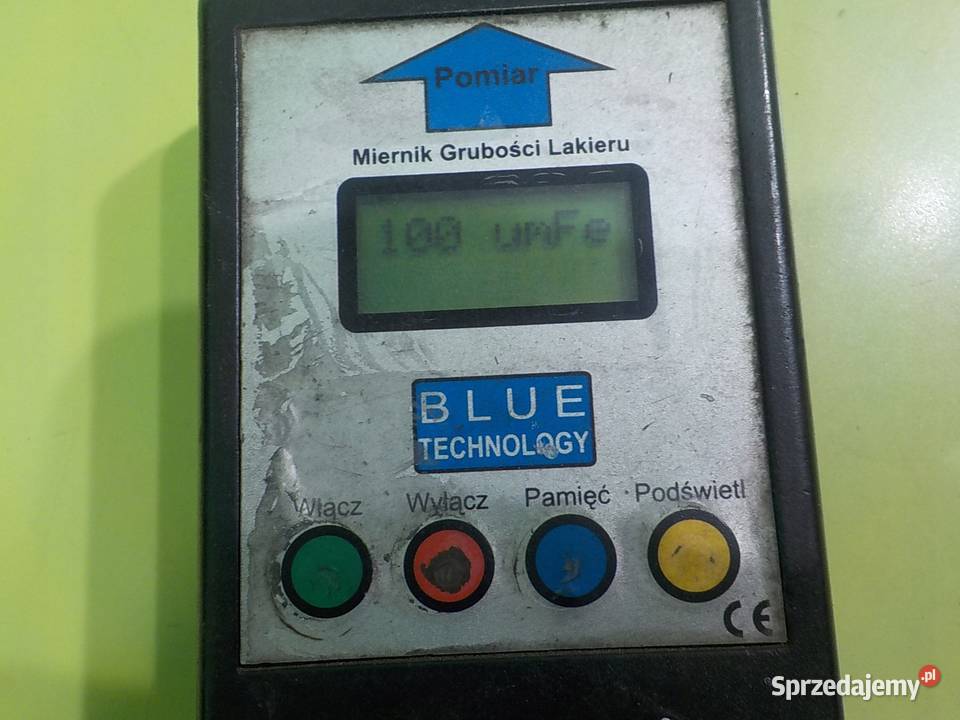 Pomiar
Miernik Grubości Lakieru
100 umFe
BLUE
TECHNOLOGY
Włącz Wyłącz Pamięć Podświetl
CE
Sprzedajemy.pl